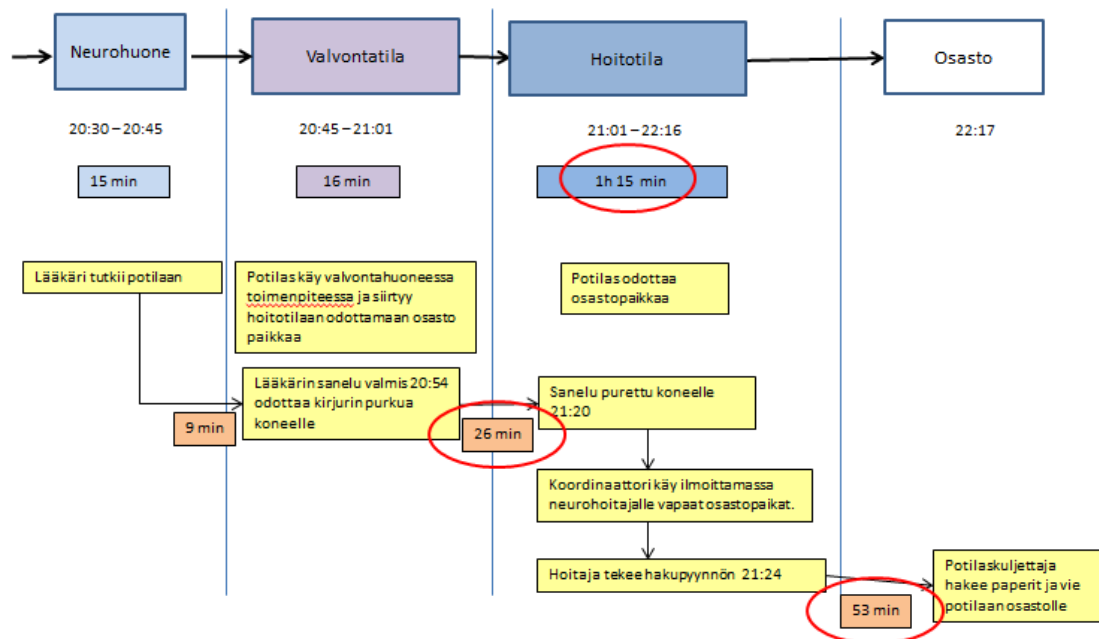 Neurohuone
Valvontatila
Hoitotila
Osasto
20:30 – 20:45
20:45 – 21:01
21:01 – 22:16
22:17
15 min
16 min
1h 15 min
Lääkäri tutkii potilaan
Potilas käy valvontahuoneessa
toimenpiteessa ja siirtyy
hoitotilaan odottamaan osasto
paikkaa
Potilas odottaa
osastopaikkaa
Lääkärin sanelu valmis 20:54
odottaa kirjurin purkua
koneelle
Sanelu purettu koneelle
21:20
9 min
26 min
Koordinaattori käy ilmoittamassa
neurohoitajalle vapaat osastopaikat.
Hoitaja tekee hakupyynnön 21:24
Potilaskuljettaja
hakee paperit ja vie
potilaan osastolle
53 min